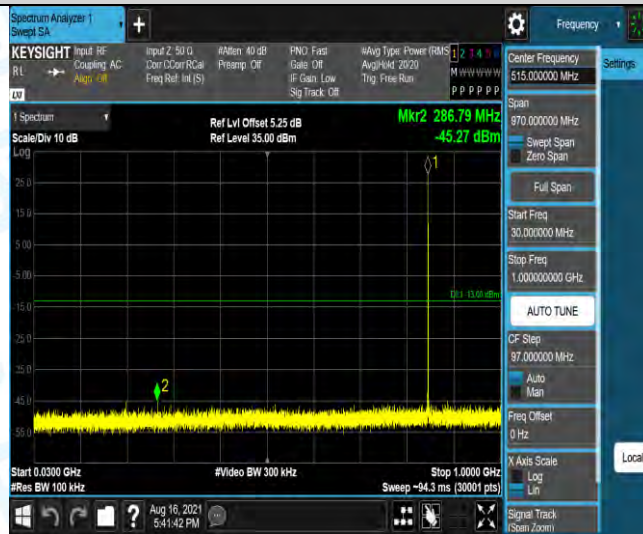 Spectrum Analyzer 1
Swept SA
Frequency
Settings
KEYSIGHT
RL
LXI
Input: RF
Coupling: AC
Align: Off
Input Z: 50 Ω
Corr CCorr RCal
Freq Ref: Int (S)
#Atten: 40 dB
Preamp: Off
PNO: Fast
Gate: Off
IF Gain: Low
Sig Track: Off
#Avg Type: Power (RMS
Avg|Hold: 20/20
Trig: Free Run
1 2 3 4 5 6
M W W W W W
P P P P P P
1 Spectrum
Scale/Div 10 dB
Log
Ref Lvl Offset 5.25 dB
Ref Level 35.00 dBm
Mkr2 286.79 MHz
-45.27 dBm
1
25.0
15.0
5.00
-5.00
DL1 -13.00 dBm
-15.0
-25.0
-35.0
2
-45.0
-55.0
Start 0.0300 GHz
#Res BW 100 kHz
#Video BW 300 kHz
Stop 1.0000 GHz
Sweep ~94.3 ms (30001 pts)
Aug 16, 2021
5:41:42 PM
?
Center Frequency
515.000000 MHz
Span
970.000000 MHz
Swept Span
Zero Span
Full Span
Start Freq
30.000000 MHz
Stop Freq
1.000000000 GHz
AUTO TUNE
CF Step
97.000000 MHz
Auto
Man
Freq Offset
0 Hz
X Axis Scale
Log
Lin
Local
Signal Track
(Span Zoom)